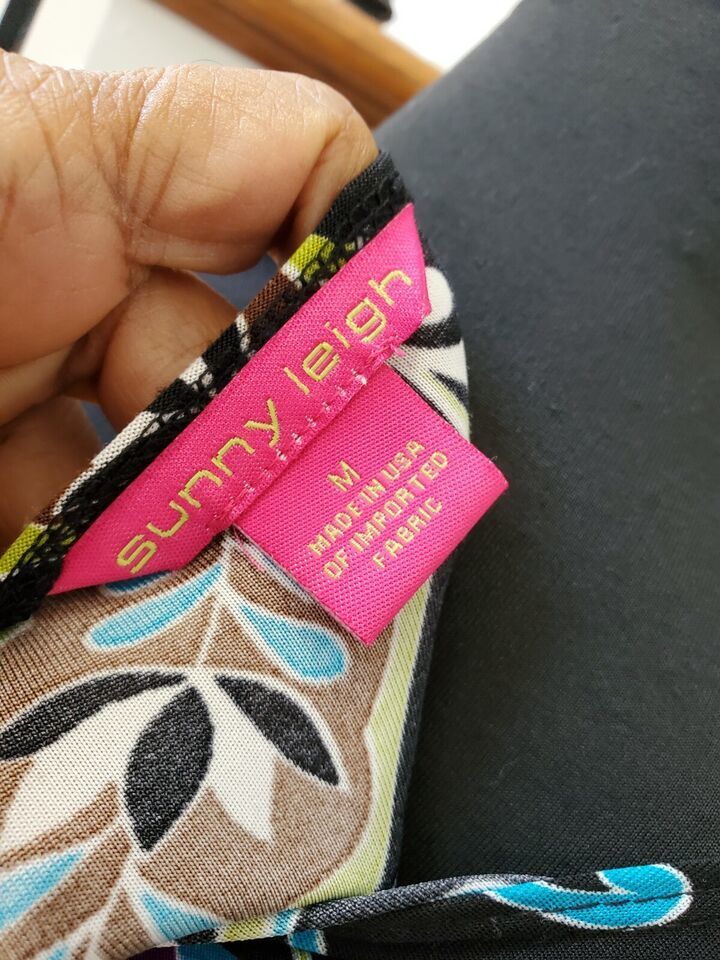 sunny leigh
M
MADE IN USA
OF IMPORTED
FABRIC